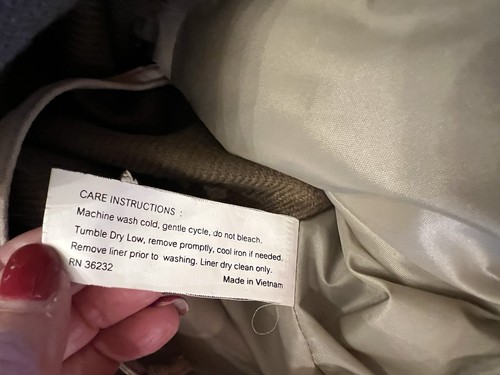 CARE INSTRUCTIONS :
Machine wash cold, gentle cycle, do not bleach.
Tumble Dry Low, remove promptly, cool iron if needed.
Remove liner prior to washing. Liner dry clean only.
RN 36232
Made in Vietnam